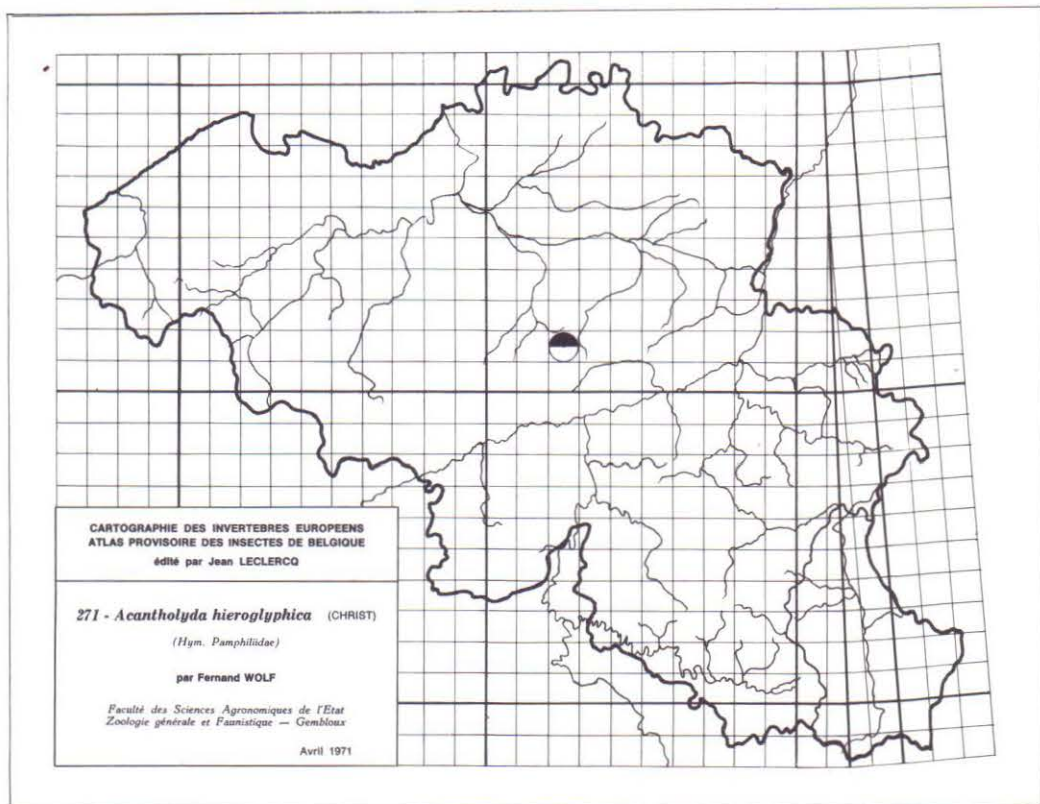 CARTOGRAPHIE DES INVERTEBRES EUROPEENS
ATLAS PROVISOIRE DES INSECTES DE BELGIQUE
édité par Jean LECLERCQ
271 - Acantholyda hieroglyphica (CHRIST)
(Hym. Pamphiliidae)
par Fernand WOLF
Faculté des Sciences Agronomiques de l'Etat
Zoologie générale et Faunistique — Gembloux
Avril 1971